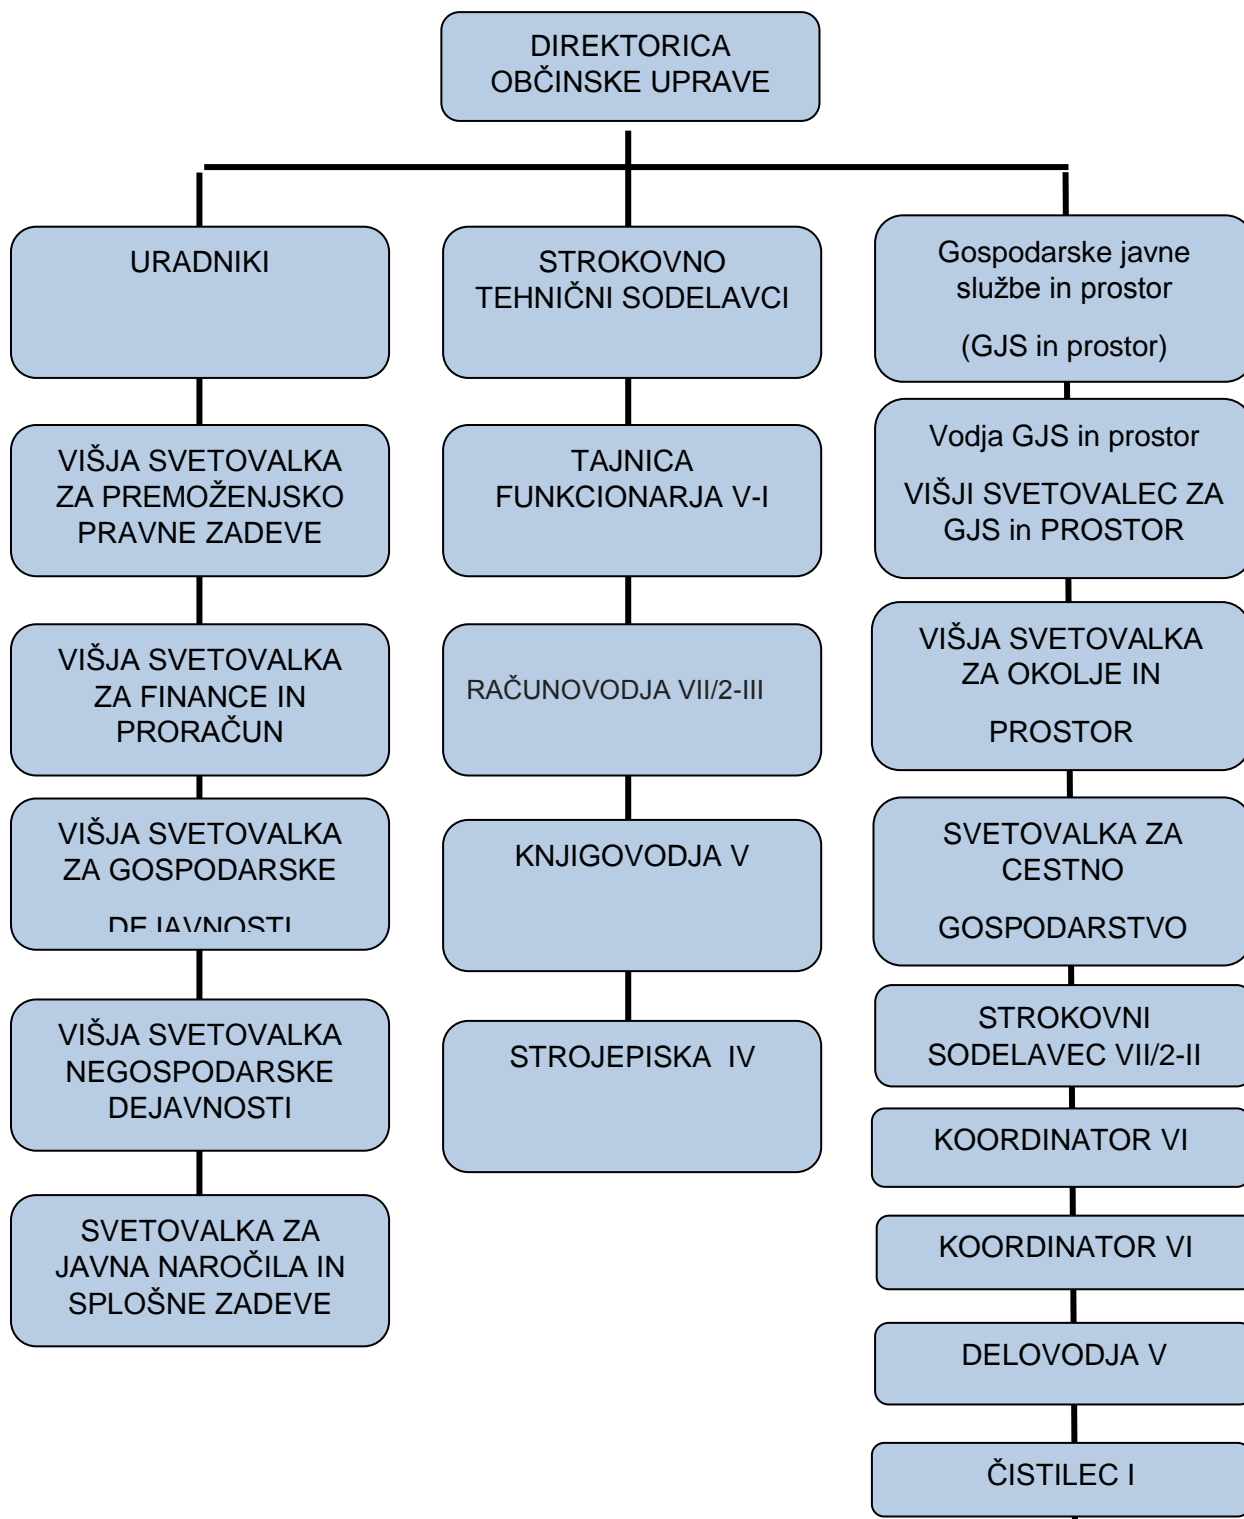 DIREKTORICA
OBČINSKE UPRAVE
URADNIKI
VIŠJA SVETOVALKA
ZA PREMOŽENJSKO
PRAVNE ZADEVE
VIŠJA SVETOVALKA
ZA FINANCE IN
PRORAČUN
VIŠJA SVETOVALKA
ZA GOSPODARSKE
DEJAVNOSTI
VIŠJA SVETOVALKA
NEGOSPODARSKE
DEJAVNOSTI
SVETOVALKA ZA
JAVNA NAROČILA IN
SPLOŠNE ZADEVE
STROKOVNO
TEHNIČNI SODELAVCI
TAJNICA
FUNKCIONARJA V-I
RAČUNOVODJA VII/2-III
KNJIGOVODJA V
STROJEPISKA IV
Gospodarske javne
službe in prostor
(GJS in prostor)
Vodja GJS in prostor
VIŠJI SVETOVALEC ZA
GJS in PROSTOR
VIŠJA SVETOVALKA
ZA OKOLJE IN
PROSTOR
SVETOVALKA ZA
CESTNO
GOSPODARSTVO
STROKOVNI
SODELAVEC VII/2-II
KOORDINATOR VI
KOORDINATOR VI
DELOVODJA V
ČISTILEC I